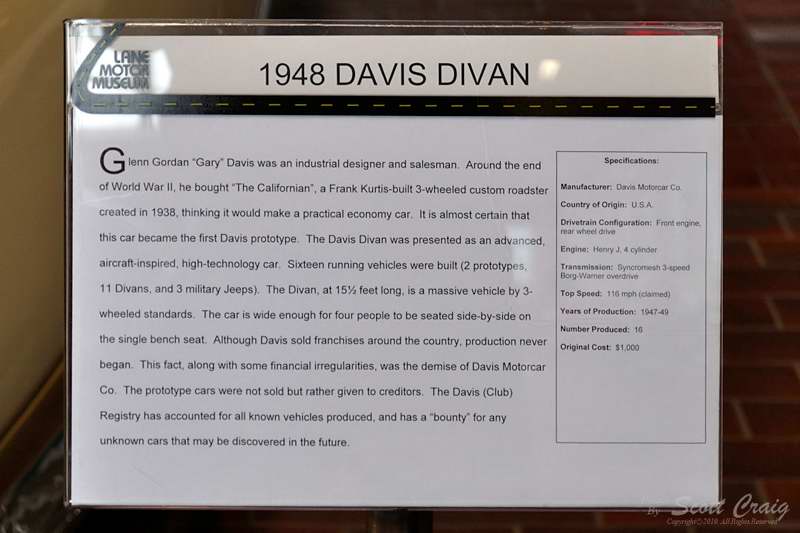 LANE
MOTOR
MUSEUM
1948 DAVIS DIVAN
Glenn Gordan "Gary" Davis was an industrial designer and salesman. Around the end
of World War II, he bought "The Californian", a Frank Kurtis-built 3-wheeled custom roadster
created in 1938, thinking it would make a practical economy car. It is almost certain that
this car became the first Davis prototype. The Davis Divan was presented as an advanced,
aircraft-inspired, high-technology car. Sixteen running vehicles were built (2 prototypes,
11 Divans, and 3 military Jeeps). The Divan, at 15½ feet long, is a massive vehicle by 3-
wheeled standards. The car is wide enough for four people to be seated side-by-side on
the single bench seat. Although Davis sold franchises around the country, production never
began. This fact, along with some financial irregularities, was the demise of Davis Motorcar
Co. The prototype cars were not sold but rather given to creditors. The Davis (Club)
Registry has accounted for all known vehicles produced, and has a "bounty" for any
unknown cars that may be discovered in the future.
Specifications:
Manufacturer: Davis Motorcar Co.
Country of Origin: U.S.A.
Drivetrain Configuration: Front engine,
rear wheel drive
Engine: Henry J, 4 cylinder
Transmission: Syncromesh 3-speed
Borg-Warner overdrive
Top Speed: 116 mph (claimed)
Years of Production: 1947-49
Number Produced: 16
Original Cost: $1,000
By Scott Craig
Copyright©2010 All Rights Reserved